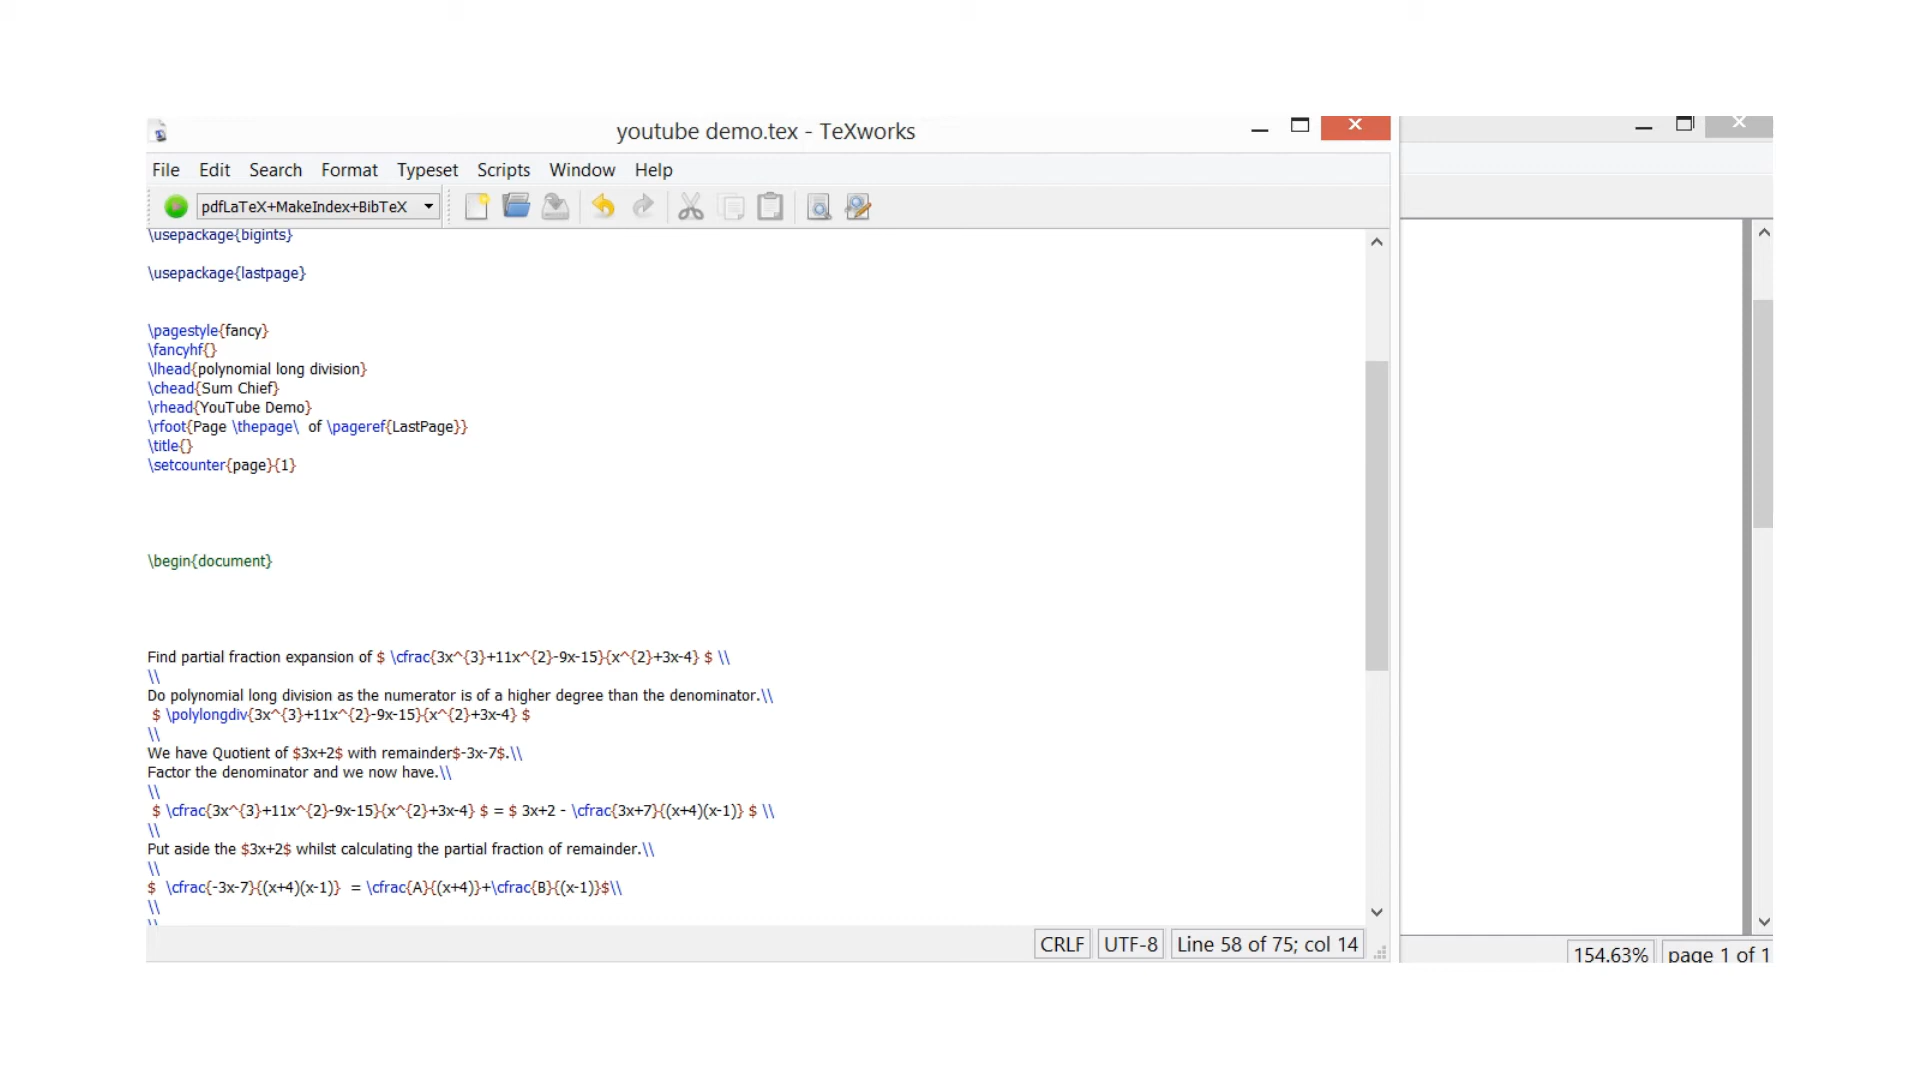 youtube demo.tex - TeXworks
File Edit Search Format Typeset Scripts Window Help
pdfLaTeX+MakeIndex+BibTeX
\usepackage{bigints}
\usepackage{lastpage}
\pagestyle{fancy}
\fancyhf{}
\lhead{polynomial long division}
\chead{Sum Chief}
\rhead{YouTube Demo}
\rfoot{Page \thepage\  of \pageref{LastPage}}
\title{}
\setcounter{page}{1}
\begin{document}
Find partial fraction expansion of $ \cfrac{3x^{3}+11x^{2}-9x-15}{x^{2}+3x-4} $ \\
\\
Do polynomial long division as the numerator is of a higher degree than the denominator.\\
$ \polylongdiv{3x^{3}+11x^{2}-9x-15}{x^{2}+3x-4} $
\\
We have Quotient of $3x+2$ with remainder$-3x-7$.\\
Factor the denominator and we now have.\\
\\
$ \cfrac{3x^{3}+11x^{2}-9x-15}{x^{2}+3x-4} $ = $ 3x+2 - \cfrac{3x+7}{(x+4)(x-1)} $ \\
\\
Put aside the $3x+2$ whilst calculating the partial fraction of remainder.\\
\\
$  \cfrac{-3x-7}{(x+4)(x-1)}  = \cfrac{A}{(x+4)}+\cfrac{B}{(x-1)}$\\
\\
\\
CRLF UTF-8 Line 58 of 75; col 14
154.63% page 1 of 1